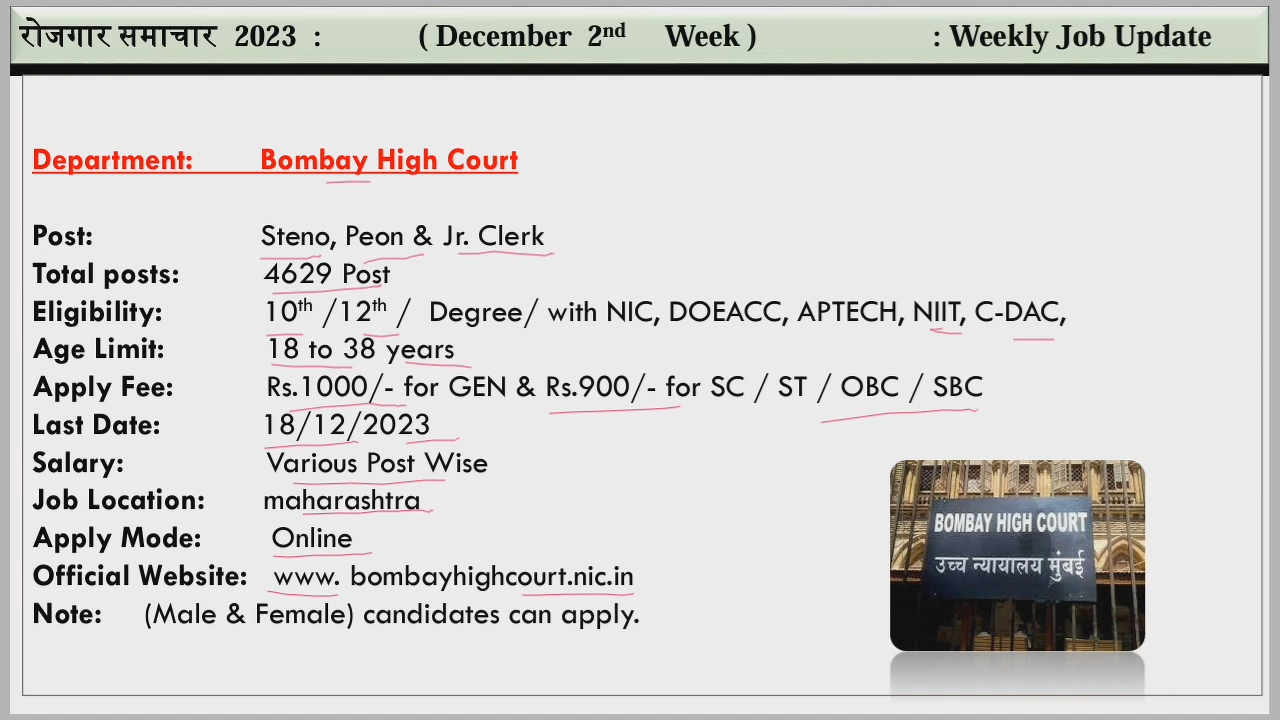 रोजगार समाचार 2023 : ( December 2nd Week ) : Weekly Job Update
Department: Bombay High Court
Post: Steno, Peon & Jr. Clerk
Total posts: 4629 Post
Eligibility: 10th /12th / Degree/ with NIC, DOEACC, APTECH, NIIT, C-DAC,
Age Limit: 18 to 38 years
Apply Fee: Rs.1000/- for GEN & Rs.900/- for SC / ST / OBC / SBC
Last Date: 18/12/2023
Salary: Various Post Wise
Job Location: maharashtra
Apply Mode: Online
Official Website: www. bombayhighcourt.nic.in
Note: (Male & Female) candidates can apply.
BOMBAY HIGH COURT
उच्च न्यायालय मुंबई